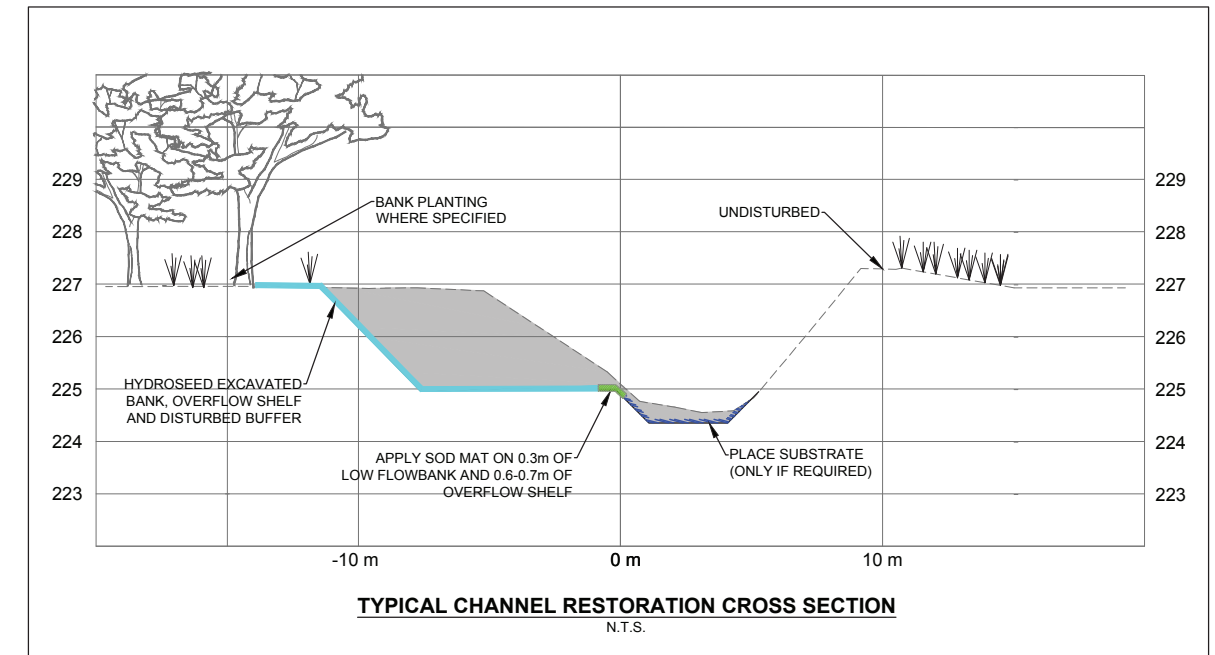 229
229
BANK PLANTING
WHERE SPECIFIED
UNDISTURBED
228
228
227
227
226
226
HYDROSEED EXCAVATED
BANK, OVERFLOW SHELF
AND DISTURBED BUFFER
225
225
224
224
APPLY SOD MAT ON 0.3m OF
LOW FLOWBANK AND 0.6-0.7m OF
OVERFLOW SHELF
PLACE SUBSTRATE
(ONLY IF REQUIRED)
223
223
-10 m
0 m
10 m
TYPICAL CHANNEL RESTORATION CROSS SECTION
N.T.S.